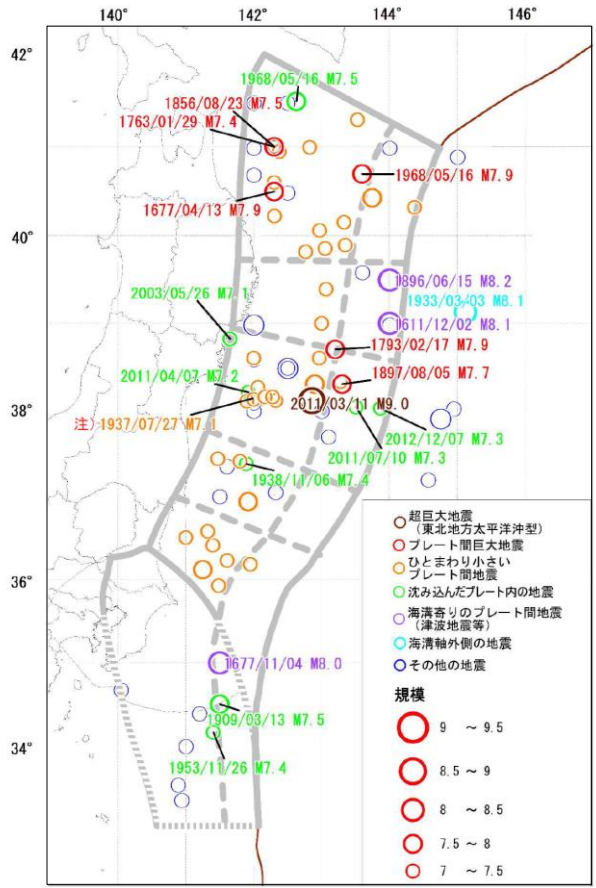 140° 142° 144° 146°
42°
1968/05/16 M7.5
1856/08/23 M7.5
1763/01/29 M7.4
1968/05/16 M7.9
1677/04/13 M7.9
40°
1896/06/15 M8.2
2003/05/26 M7.1
1933/03/03 M8.1
1611/12/02 M8.1
1793/02/17 M7.9
2011/04/07 M7.2
1897/08/05 M7.7
2011/03/11 M9.0
38°
注) 1937/07/27 M7.1
2012/12/07 M7.3
2011/07/10 M7.3
1938/11/06 M7.4
36°
1677/11/04 M8.0
1909/03/13 M7.5
34°
1953/11/26 M7.4
超巨大地震
(東北地方太平洋沖型)
プレート間巨大地震
ひとまわり小さい
プレート間地震
沈み込んだプレート内の地震
海溝寄りのプレート間地震
(津波地震等)
海溝軸外側の地震
その他の地震
規模
9 ～ 9.5
8.5 ～ 9
8 ～ 8.5
7.5 ～ 8
7 ～ 7.5